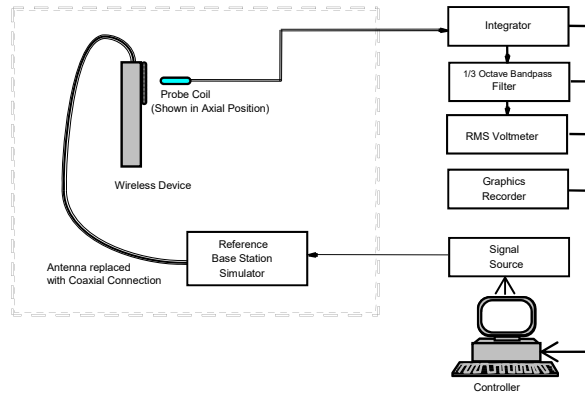 Integrator
1/3 Octave Bandpass
Filter
Probe Coil
(Shown in Axial Position)
RMS Voltmeter
Wireless Device
Graphics
Recorder
Reference
Base Station
Simulator
Signal
Source
Antenna replaced
with Coaxial Connection
Controller